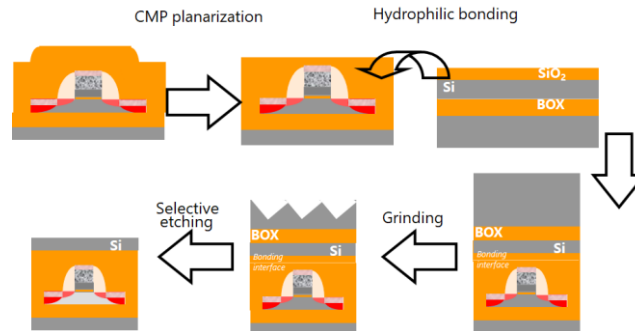 CMP planarization
Hydrophilic bonding
SiO₂
Si
BOX
Selective
etching
Grinding
Si
BOX
Si
Bonding
interface
BOX
Si
Bonding
interface